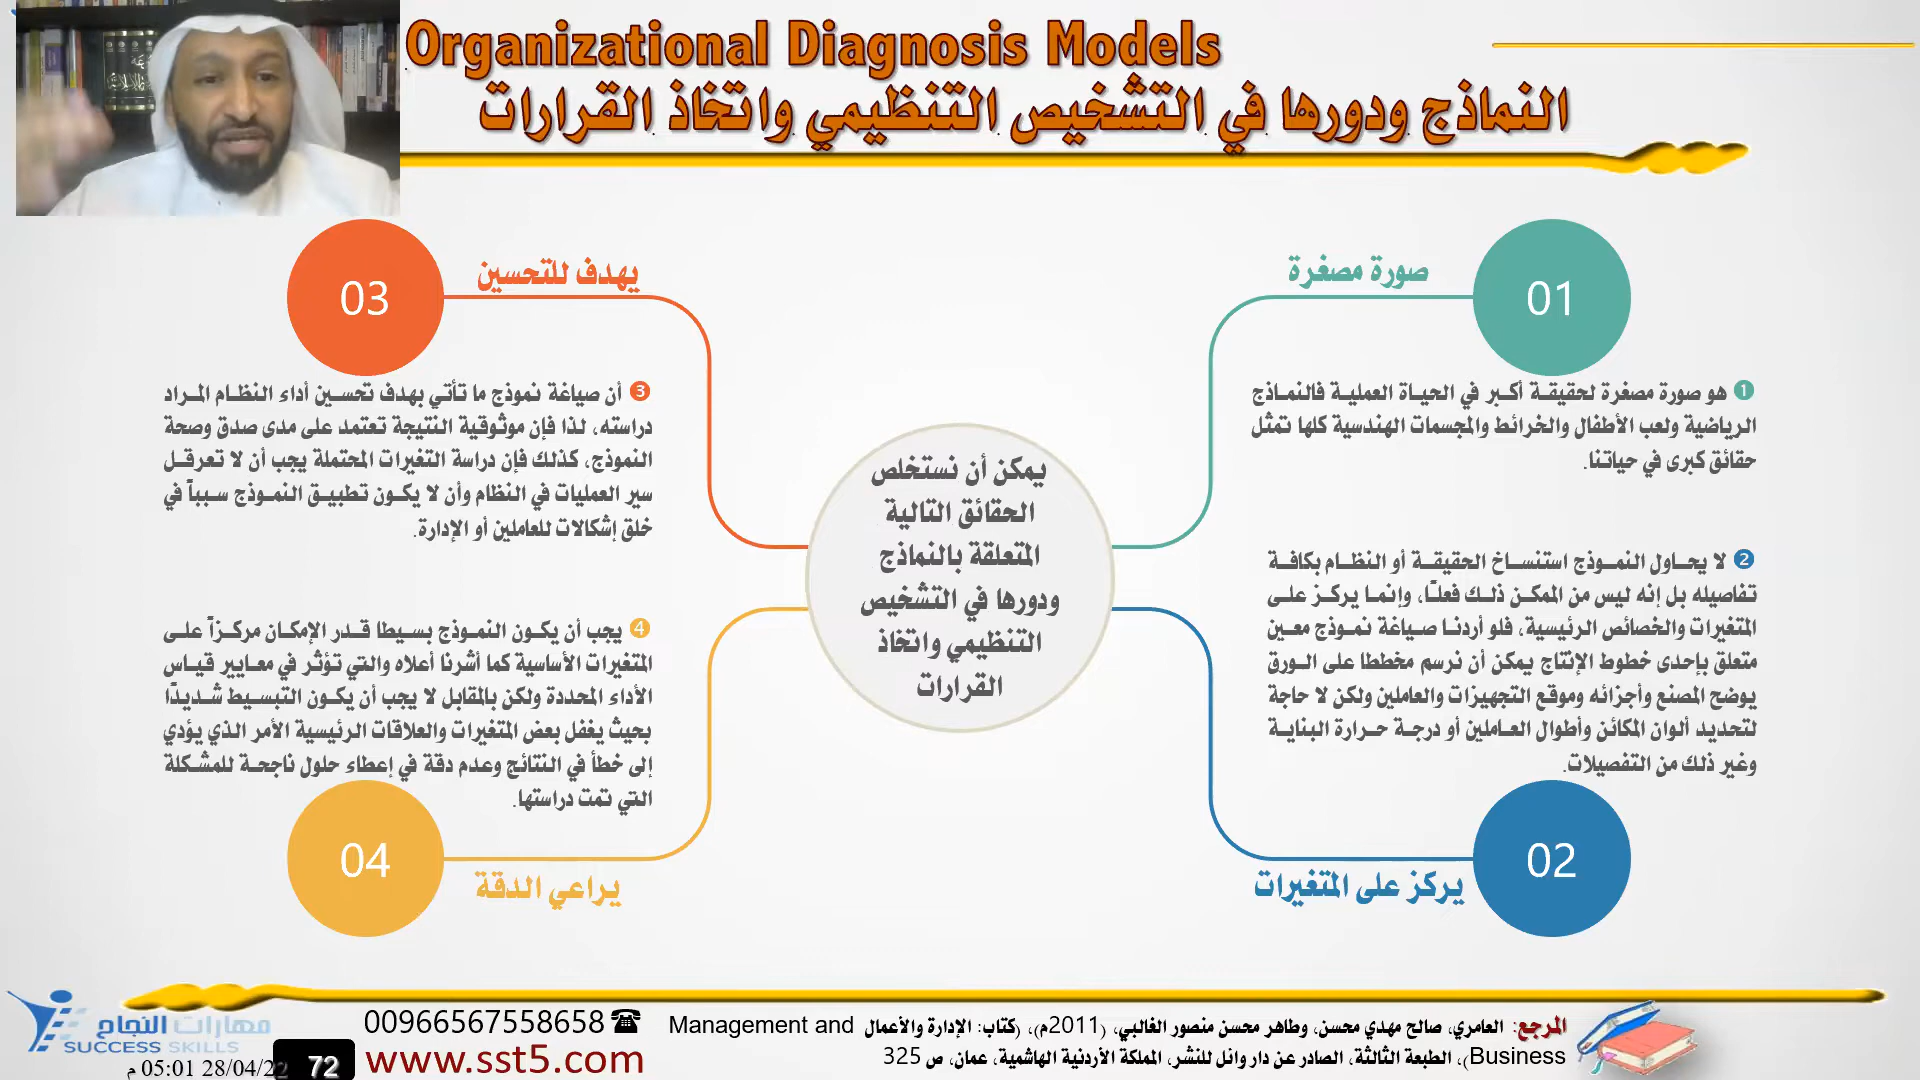 Organizational Diagnosis Models
النماذج ودورها في التشخيص التنظيمي واتخاذ القرارات
يمكن أن نستخلص
الحقائق التالية
المتعلقة بالنماذج
ودورها في التشخيص
التنظيمي واتخاذ
القرارات
01
صورة مصغرة
❶ هو صورة مصغرة لحقيقة أكبر في الحياة العملية فالنماذج
الرياضية ولعب الأطفال والخرائط والمجسمات الهندسية كلها تمثل
حقائق كبرى في حياتنا.
❷ لا يحاول النموذج استنساخ الحقيقة أو النظام بكافة
تفاصيله بل إنه ليس من الممكن ذلك فعلًا، وإنما يركز على
المتغيرات والخصائص الرئيسية، فلو أردنا صياغة نموذج معين
متعلق بإحدى خطوط الإنتاج يمكن أن نرسم مخططا على الورق
يوضح المصنع وأجزائه وموقع التجهيزات والعاملين ولكن لا حاجة
لتحديد ألوان المكائن وأطوال العاملين أو درجة حرارة البناية
وغير ذلك من التفصيلات.
02
يركز على المتغيرات
03
يهدف للتحسين
❸ أن صياغة نموذج ما تأتي بهدف تحسين أداء النظام المراد
دراسته، لذا فإن موثوقية النتيجة تعتمد على مدى صدق وصحة
النموذج، كذلك فإن دراسة التغيرات المحتملة يجب أن لا تعرقل
سير العمليات في النظام وأن لا يكون تطبيق النموذج سبباً في
خلق إشكالات للعاملين أو الإدارة.
❹ يجب أن يكون النموذج بسيطا قدر الإمكان مركزاً على
المتغيرات الأساسية كما أشرنا أعلاه والتي تؤثر في معايير قياس
الأداء المحددة ولكن بالمقابل لا يجب أن يكون التبسيط شديدًا
بحيث يغفل بعض المتغيرات والعلاقات الرئيسية الأمر الذي يؤدي
إلى خطأ في النتائج وعدم دقة في إعطاء حلول ناجحة للمشكلة
التي تمت دراستها.
04
يراعي الدقة
المرجع: العامري، صالح مهدي محسن، وطاهر محسن منصور الغالبي، (2011م)، (كتاب: الإدارة والأعمال Management and
Business)، الطبعة الثالثة، الصادر عن دار وائل للنشر، المملكة الأردنية الهاشمية، عمان، ص 325
00966567558658 ☎
www.sst5.com
مهارات النجاح
SUCCESS SKILLS
72
28/04/22 05:01 م